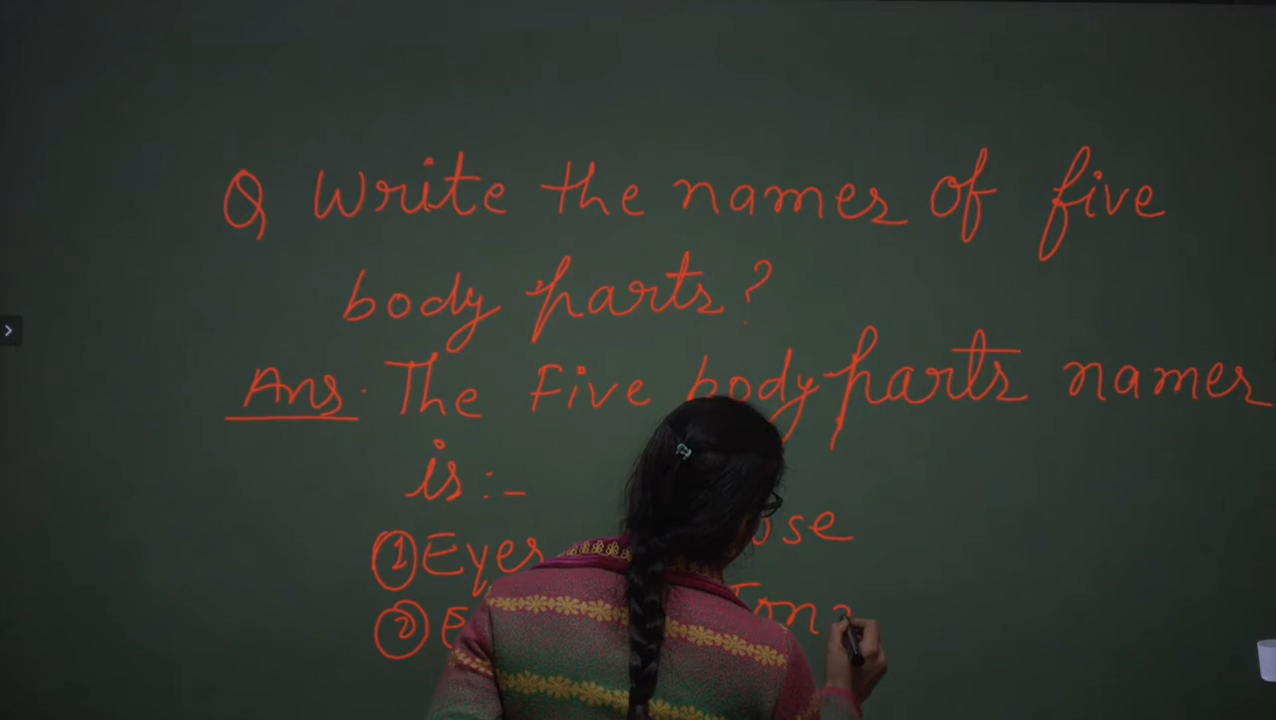 Q Write the names of five
body parts?
Ans. The Five body parts names
is :-
① Eyes
②